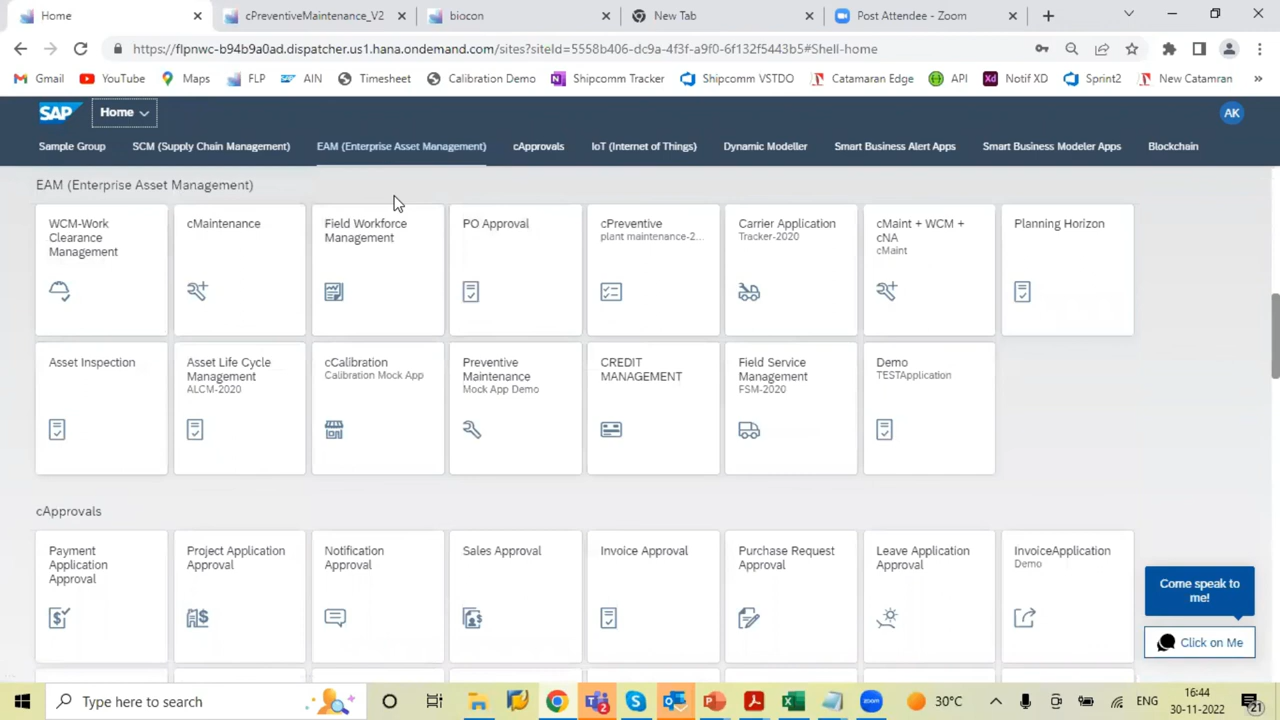 Home
cPreventiveMaintenance_V2
biocon
New Tab
Post Attendee - Zoom
https://flpnwc-b94b9a0ad.dispatcher.us1.hana.ondemand.com/sites?siteId=5558b406-dc9a-4f3f-a9f0-6f132f5443b5#Shell-home
Gmail
YouTube
Maps
FLP
AIN
Timesheet
Calibration Demo
Shipcomm Tracker
Shipcomm VSTDO
Catamaran Edge
API
Notif XD
Sprint2
New Catamran
SAP
Home
AK
Sample Group
SCM (Supply Chain Management)
EAM (Enterprise Asset Management)
cApprovals
IoT (Internet of Things)
Dynamic Modeller
Smart Business Alert Apps
Smart Business Modeler Apps
Blockchain
EAM (Enterprise Asset Management)
WCM-Work
Clearance
Management
cMaintenance
Field Workforce
Management
PO Approval
cPreventive
plant maintenance-2...
Carrier Application
Tracker-2020
cMaint + WCM +
cNA
cMaint
Planning Horizon
Asset Inspection
Asset Life Cycle
Management
ALCM-2020
cCalibration
Calibration Mock App
Preventive
Maintenance
Mock App Demo
CREDIT
MANAGEMENT
Field Service
Management
FSM-2020
Demo
TESTApplication
cApprovals
Payment
Application
Approval
Project Application
Approval
Notification
Approval
Sales Approval
Invoice Approval
Purchase Request
Approval
Leave Application
Approval
InvoiceApplication
Demo
Come speak to
me!
Click on Me
Type here to search
30°C
ENG
16:44
30-11-2022
21